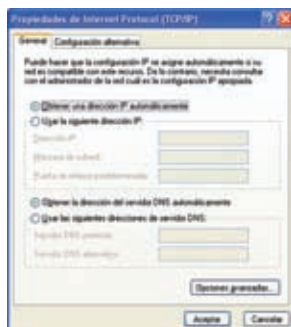 Propiedades de Internet Protocol (TCP/IP)
General Configuración alternativa
Puede hacer que la configuración IP se asigne automáticamente si su
red es compatible con este recurso. De lo contrario, necesita consultar
con el administrador de la red cuál es la configuración IP apropiada.
Obtener una dirección IP automáticamente
Usar la siguiente dirección IP:
Dirección IP:
Máscara de subred:
Puerta de enlace predeterminada:
Obtener la dirección del servidor DNS automáticamente
Usar las siguientes direcciones de servidor DNS:
Servidor DNS preferido:
Servidor DNS alternativo:
Opciones avanzadas...
Aceptar Cancelar